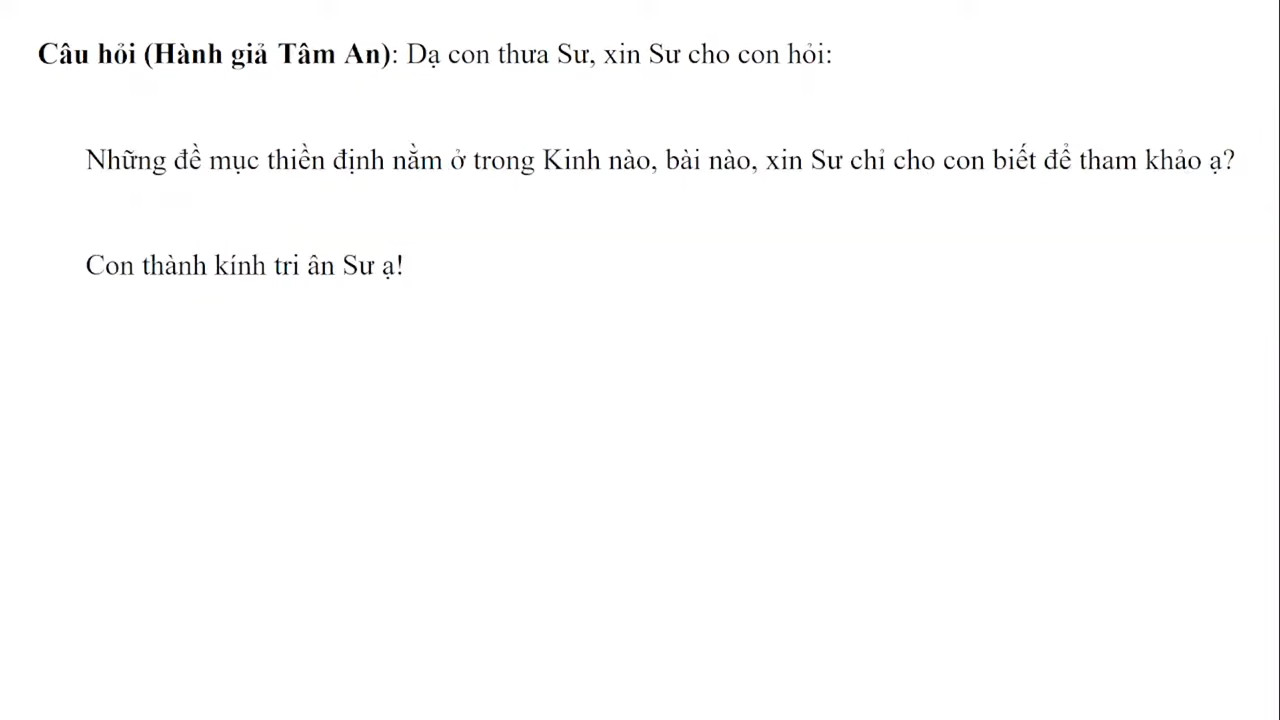 Câu hỏi (Hành giả Tâm An): Dạ con thưa Sư, xin Sư cho con hỏi:
Những đề mục thiền định nằm ở trong Kinh nào, bài nào, xin Sư chỉ cho con biết để tham khảo ạ?
Con thành kính tri ân Sư ạ!